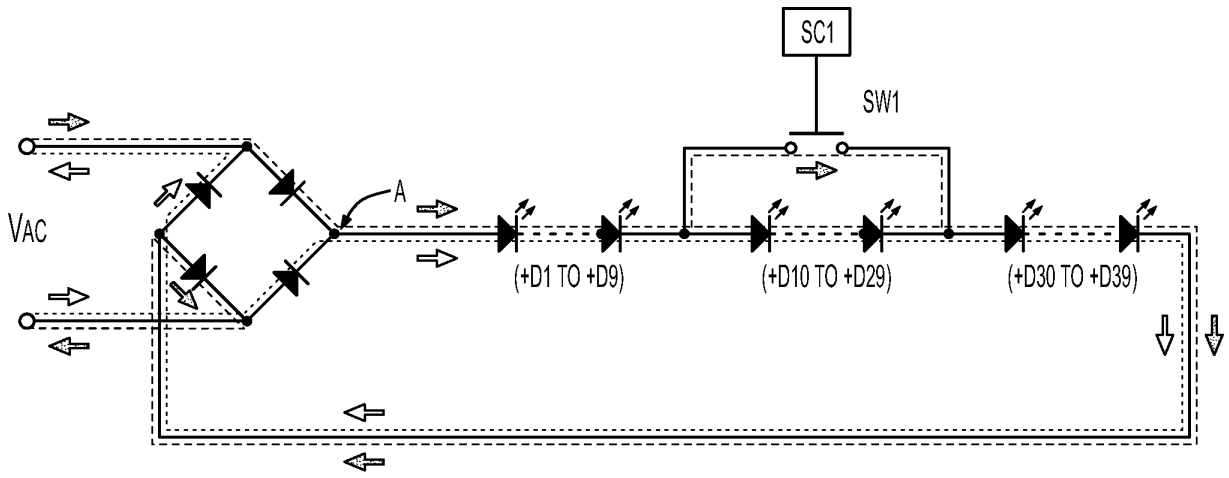 SC1
SW1
A
VAC
(+D1 TO +D9)
(+D10 TO +D29)
(+D30 TO +D39)